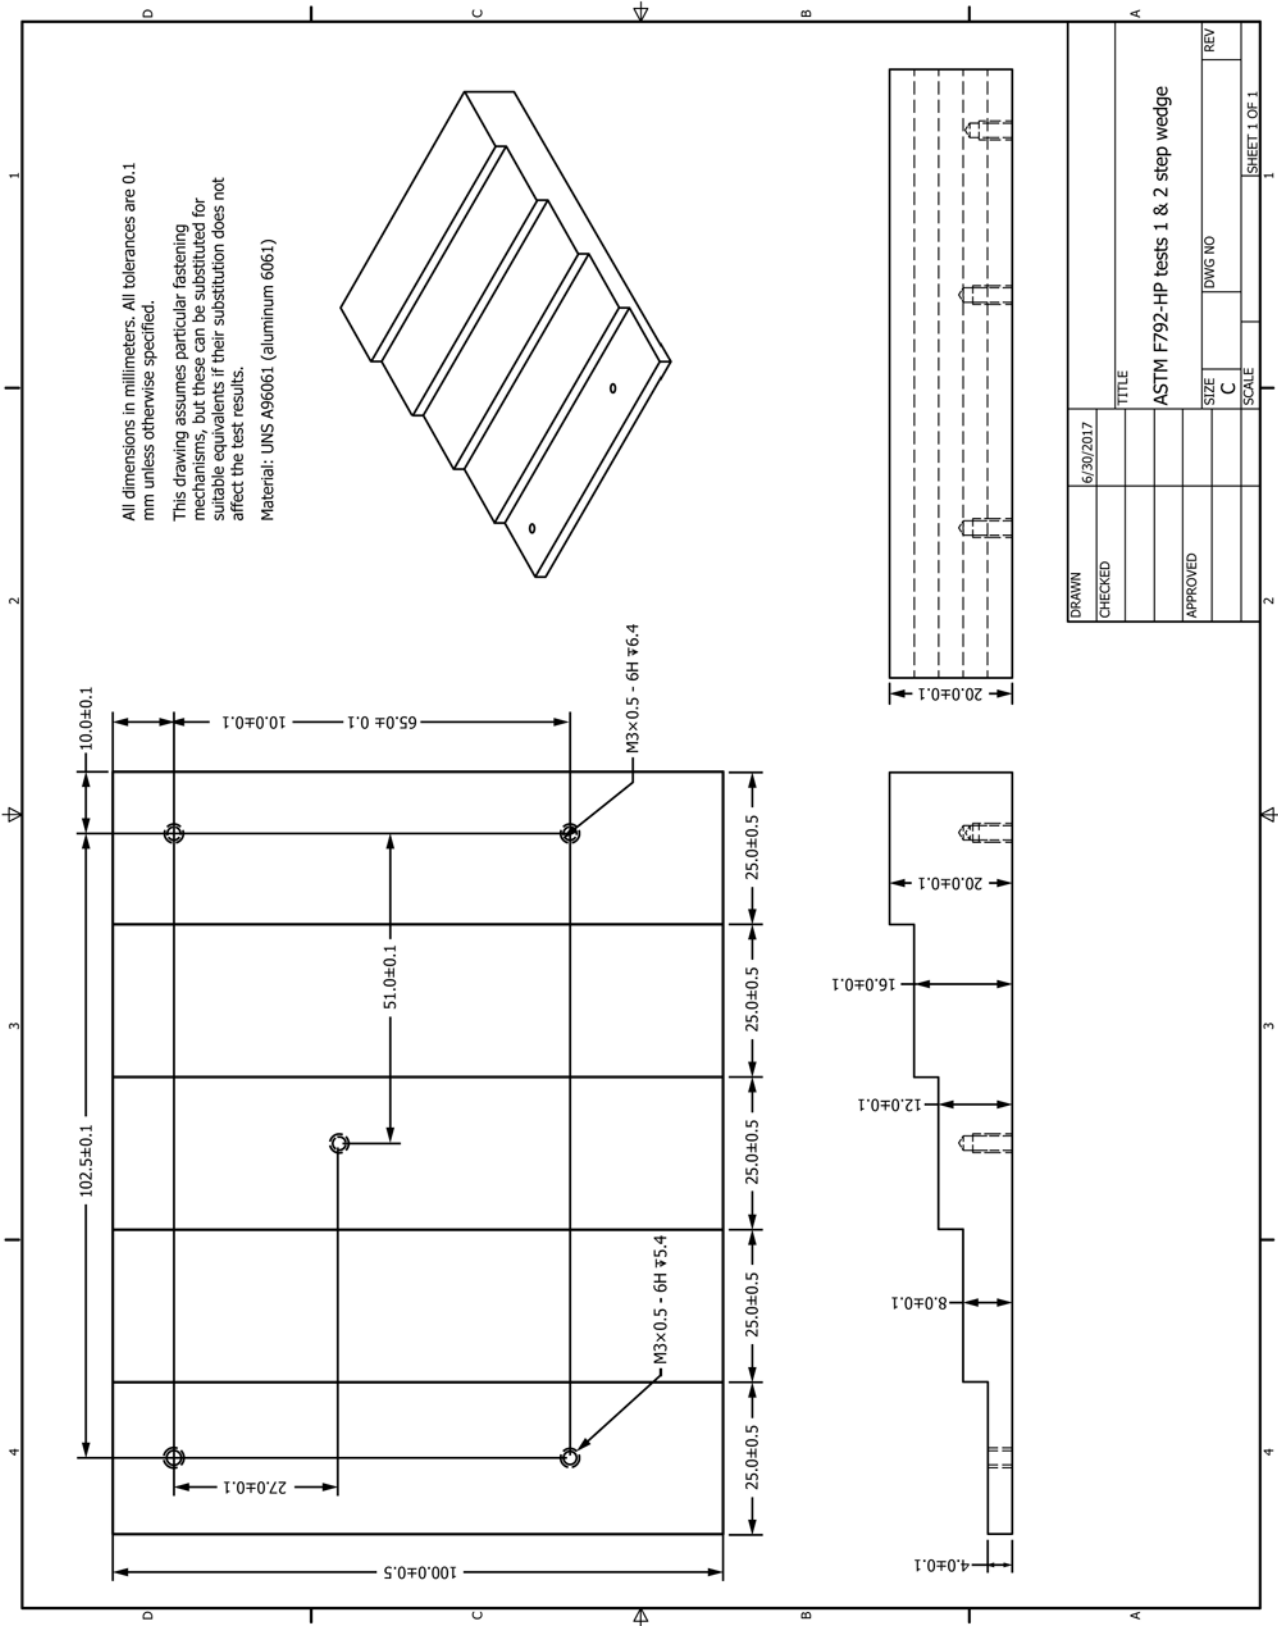 4
3
2
1
D
C
B
A
All dimensions in millimeters. All tolerances are 0.1
mm unless otherwise specified.
This drawing assumes particular fastening
mechanisms, but these can be substituted for
suitable equivalents if their substitution does not
affect the test results.
Material: UNS A96061 (aluminum 6061)
102.5±0.1
10.0±0.1
10.0±0.1
65.0± 0.1
27.0±0.1
51.0±0.1
100.0±0.5
M3×0.5 - 6H ↧5.4
M3×0.5 - 6H ↧6.4
25.0±0.5
25.0±0.5
25.0±0.5
25.0±0.5
25.0±0.5
4.0±0.1
8.0±0.1
12.0±0.1
16.0±0.1
20.0±0.1
20.0±0.1
DRAWN
6/30/2017
CHECKED
APPROVED
TITLE
ASTM F792-HP tests 1 & 2 step wedge
SIZE
C
DWG NO
REV
SCALE
SHEET 1 OF 1
D
C
B
A
4
3
2
1